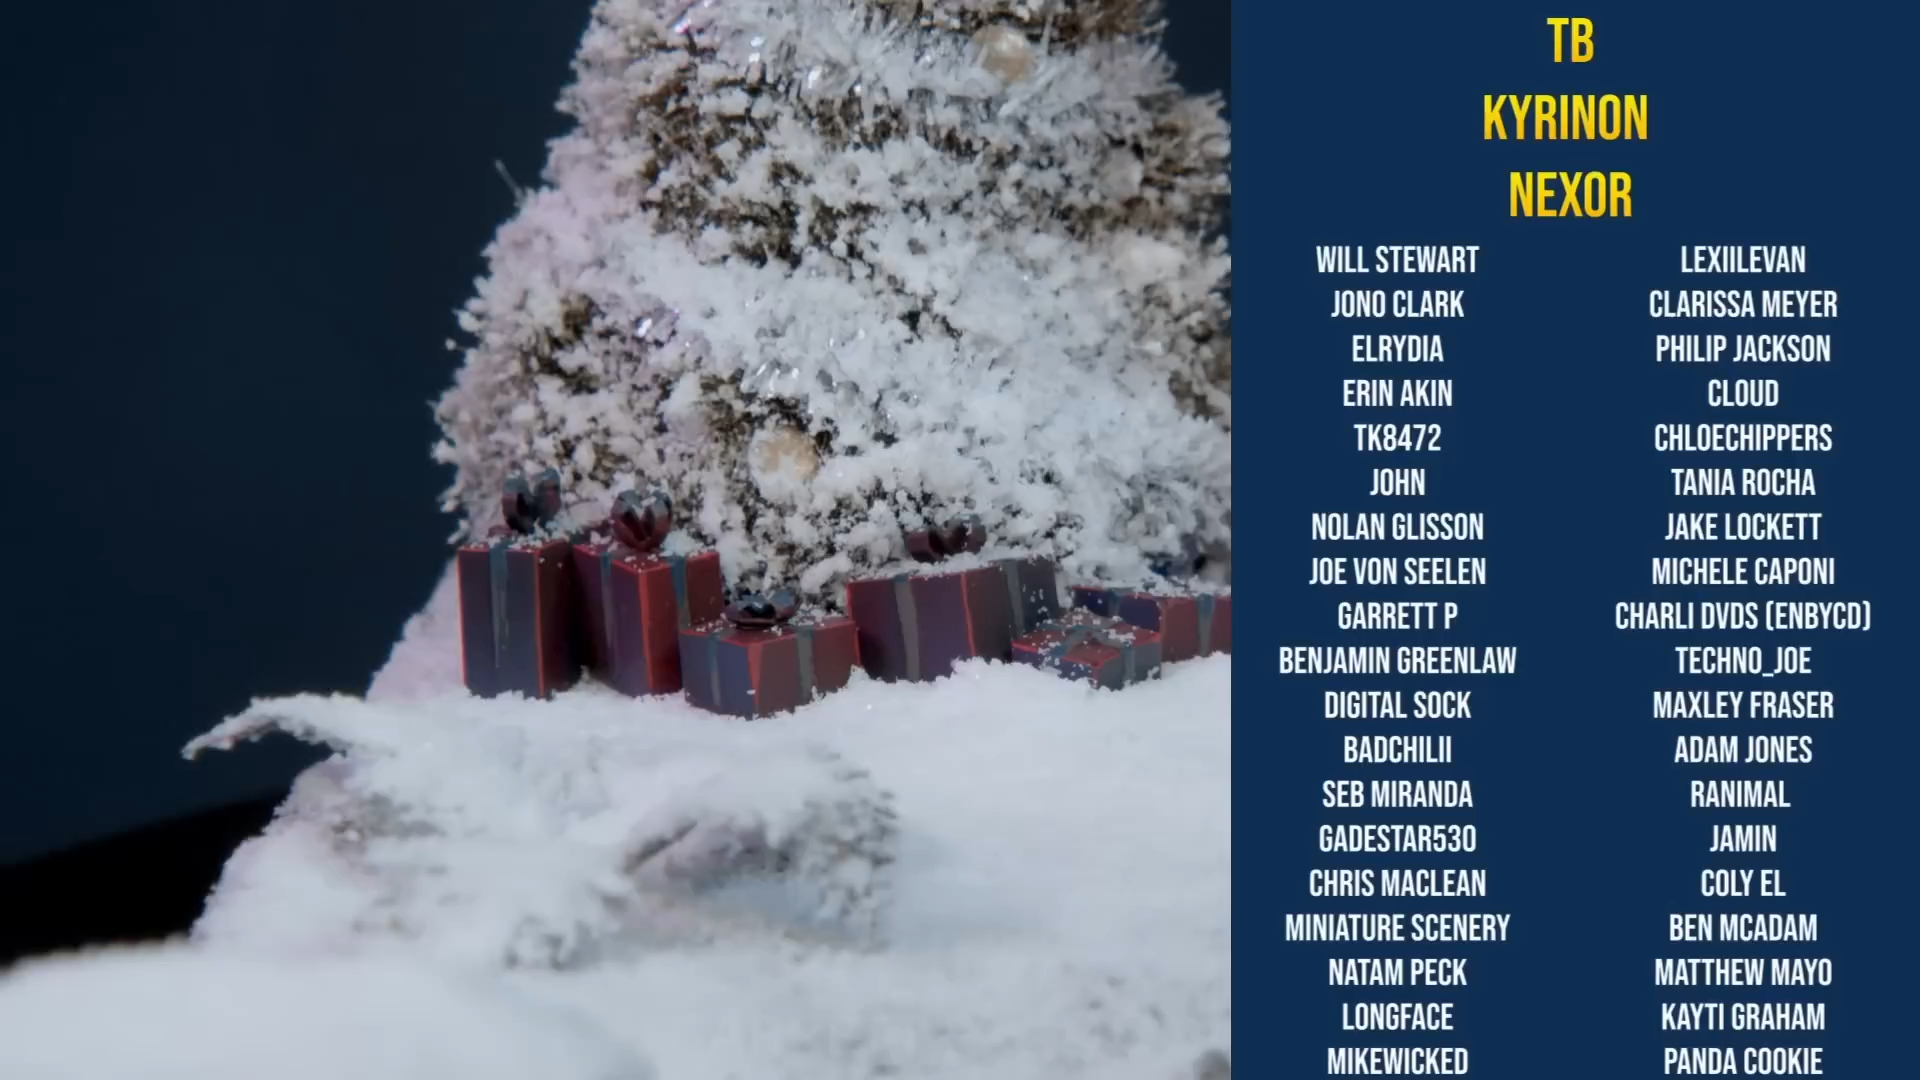 TB
KYRINON
NEXOR
WILL STEWART
JONO CLARK
ELRYDIA
ERIN AKIN
TK8472
JOHN
NOLAN GLISSON
JOE VON SEELEN
GARRETT P
BENJAMIN GREENLAW
DIGITAL SOCK
BADCHILII
SEB MIRANDA
GADESTAR530
CHRIS MACLEAN
MINIATURE SCENERY
NATAM PECK
LONGFACE
MIKEWICKED
LEXIILEVAN
CLARISSA MEYER
PHILIP JACKSON
CLOUD
CHLOECHIPPERS
TANIA ROCHA
JAKE LOCKETT
MICHELE CAPONI
CHARLI DVDS (ENBYCD)
TECHNO_JOE
MAXLEY FRASER
ADAM JONES
RANIMAL
JAMIN
COLY EL
BEN MCADAM
MATTHEW MAYO
KAYTI GRAHAM
PANDA COOKIE